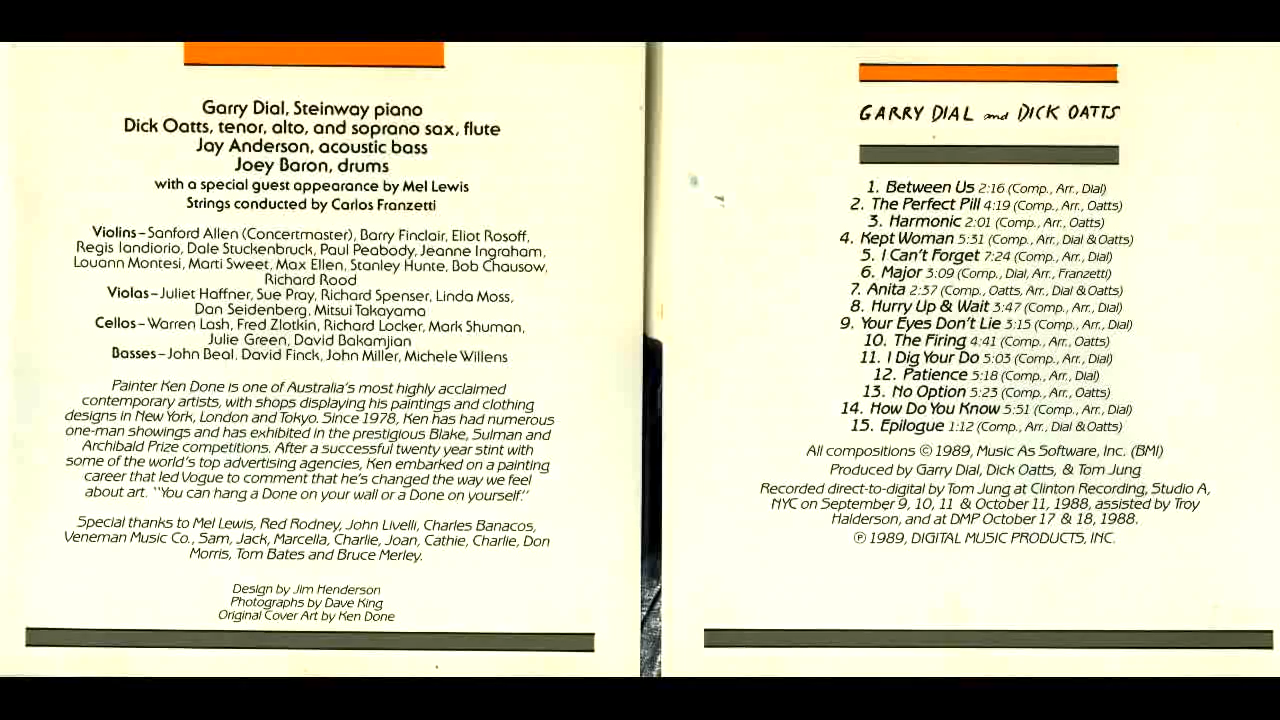 Garry Dial, Steinway piano
Dick Oatts, tenor, alto, and soprano sax, flute
Jay Anderson, acoustic bass
Joey Baron, drums
with a special guest appearance by Mel Lewis
Strings conducted by Carlos Franzetti
Violins–Sanford Allen (Concertmaster), Barry Finclair, Eliot Rosoff,
Regis Iandiorio, Dale Stuckenbruck, Paul Peabody, Jeanne Ingraham,
Louann Montesi, Marti Sweet, Max Ellen, Stanley Hunte, Bob Chausow,
Richard Rood
Violas–Juliet Haffner, Sue Pray, Richard Spenser, Linda Moss,
Dan Seidenberg, Mitsui Takayama
Cellos–Warren Lash, Fred Zlotkin, Richard Locker, Mark Shuman,
Julie Green, David Bakamjian
Basses–John Beal, David Finck, John Miller, Michele Willens
Painter Ken Done is one of Australia's most highly acclaimed
contemporary artists, with shops displaying his paintings and clothing
designs in New York, London and Tokyo. Since 1978, Ken has had numerous
one-man showings and has exhibited in the prestigious Blake, Sulman and
Archibald Prize competitions. After a successful twenty year stint with
some of the world's top advertising agencies, Ken embarked on a painting
career that led Vogue to comment that he's changed the way we feel
about art. "You can hang a Done on your wall or a Done on yourself."
Special thanks to Mel Lewis, Red Rodney, John Livelli, Charles Banacos,
Veneman Music Co., Sam, Jack, Marcella, Charlie, Joan, Cathie, Charlie, Don
Morris, Tom Bates and Bruce Merley.
Design by Jim Henderson
Photographs by Dave King
Original Cover Art by Ken Done
GARRY DIAL and DICK OATTS
1. Between Us 2:16 (Comp., Arr., Dial)
2. The Perfect Pill 4:19 (Comp., Arr., Oatts)
3. Harmonic 2:01 (Comp., Arr., Oatts)
4. Kept Woman 5:31 (Comp., Arr., Dial & Oatts)
5. I Can't Forget 7:24 (Comp., Arr., Dial)
6. Major 3:09 (Comp., Dial, Arr., Franzetti)
7. Anita 2:37 (Comp., Oatts, Arr., Dial & Oatts)
8. Hurry Up & Wait 3:47 (Comp., Arr., Dial)
9. Your Eyes Don't Lie 3:15 (Comp., Arr., Dial)
10. The Firing 4:41 (Comp., Arr., Oatts)
11. I Dig Your Do 5:03 (Comp., Arr., Dial)
12. Patience 5:18 (Comp., Arr., Dial)
13. No Option 5:23 (Comp., Arr., Oatts)
14. How Do You Know 5:51 (Comp., Arr., Dial)
15. Epilogue 1:12 (Comp., Arr., Dial & Oatts)
All compositions © 1989, Music As Software, Inc. (BMI)
Produced by Garry Dial, Dick Oatts, & Tom Jung
Recorded direct-to-digital by Tom Jung at Clinton Recording, Studio A,
NYC on September 9, 10, 11 & October 11, 1988, assisted by Troy
Halderson, and at DMP October 17 & 18, 1988.
℗ 1989, DIGITAL MUSIC PRODUCTS, INC.